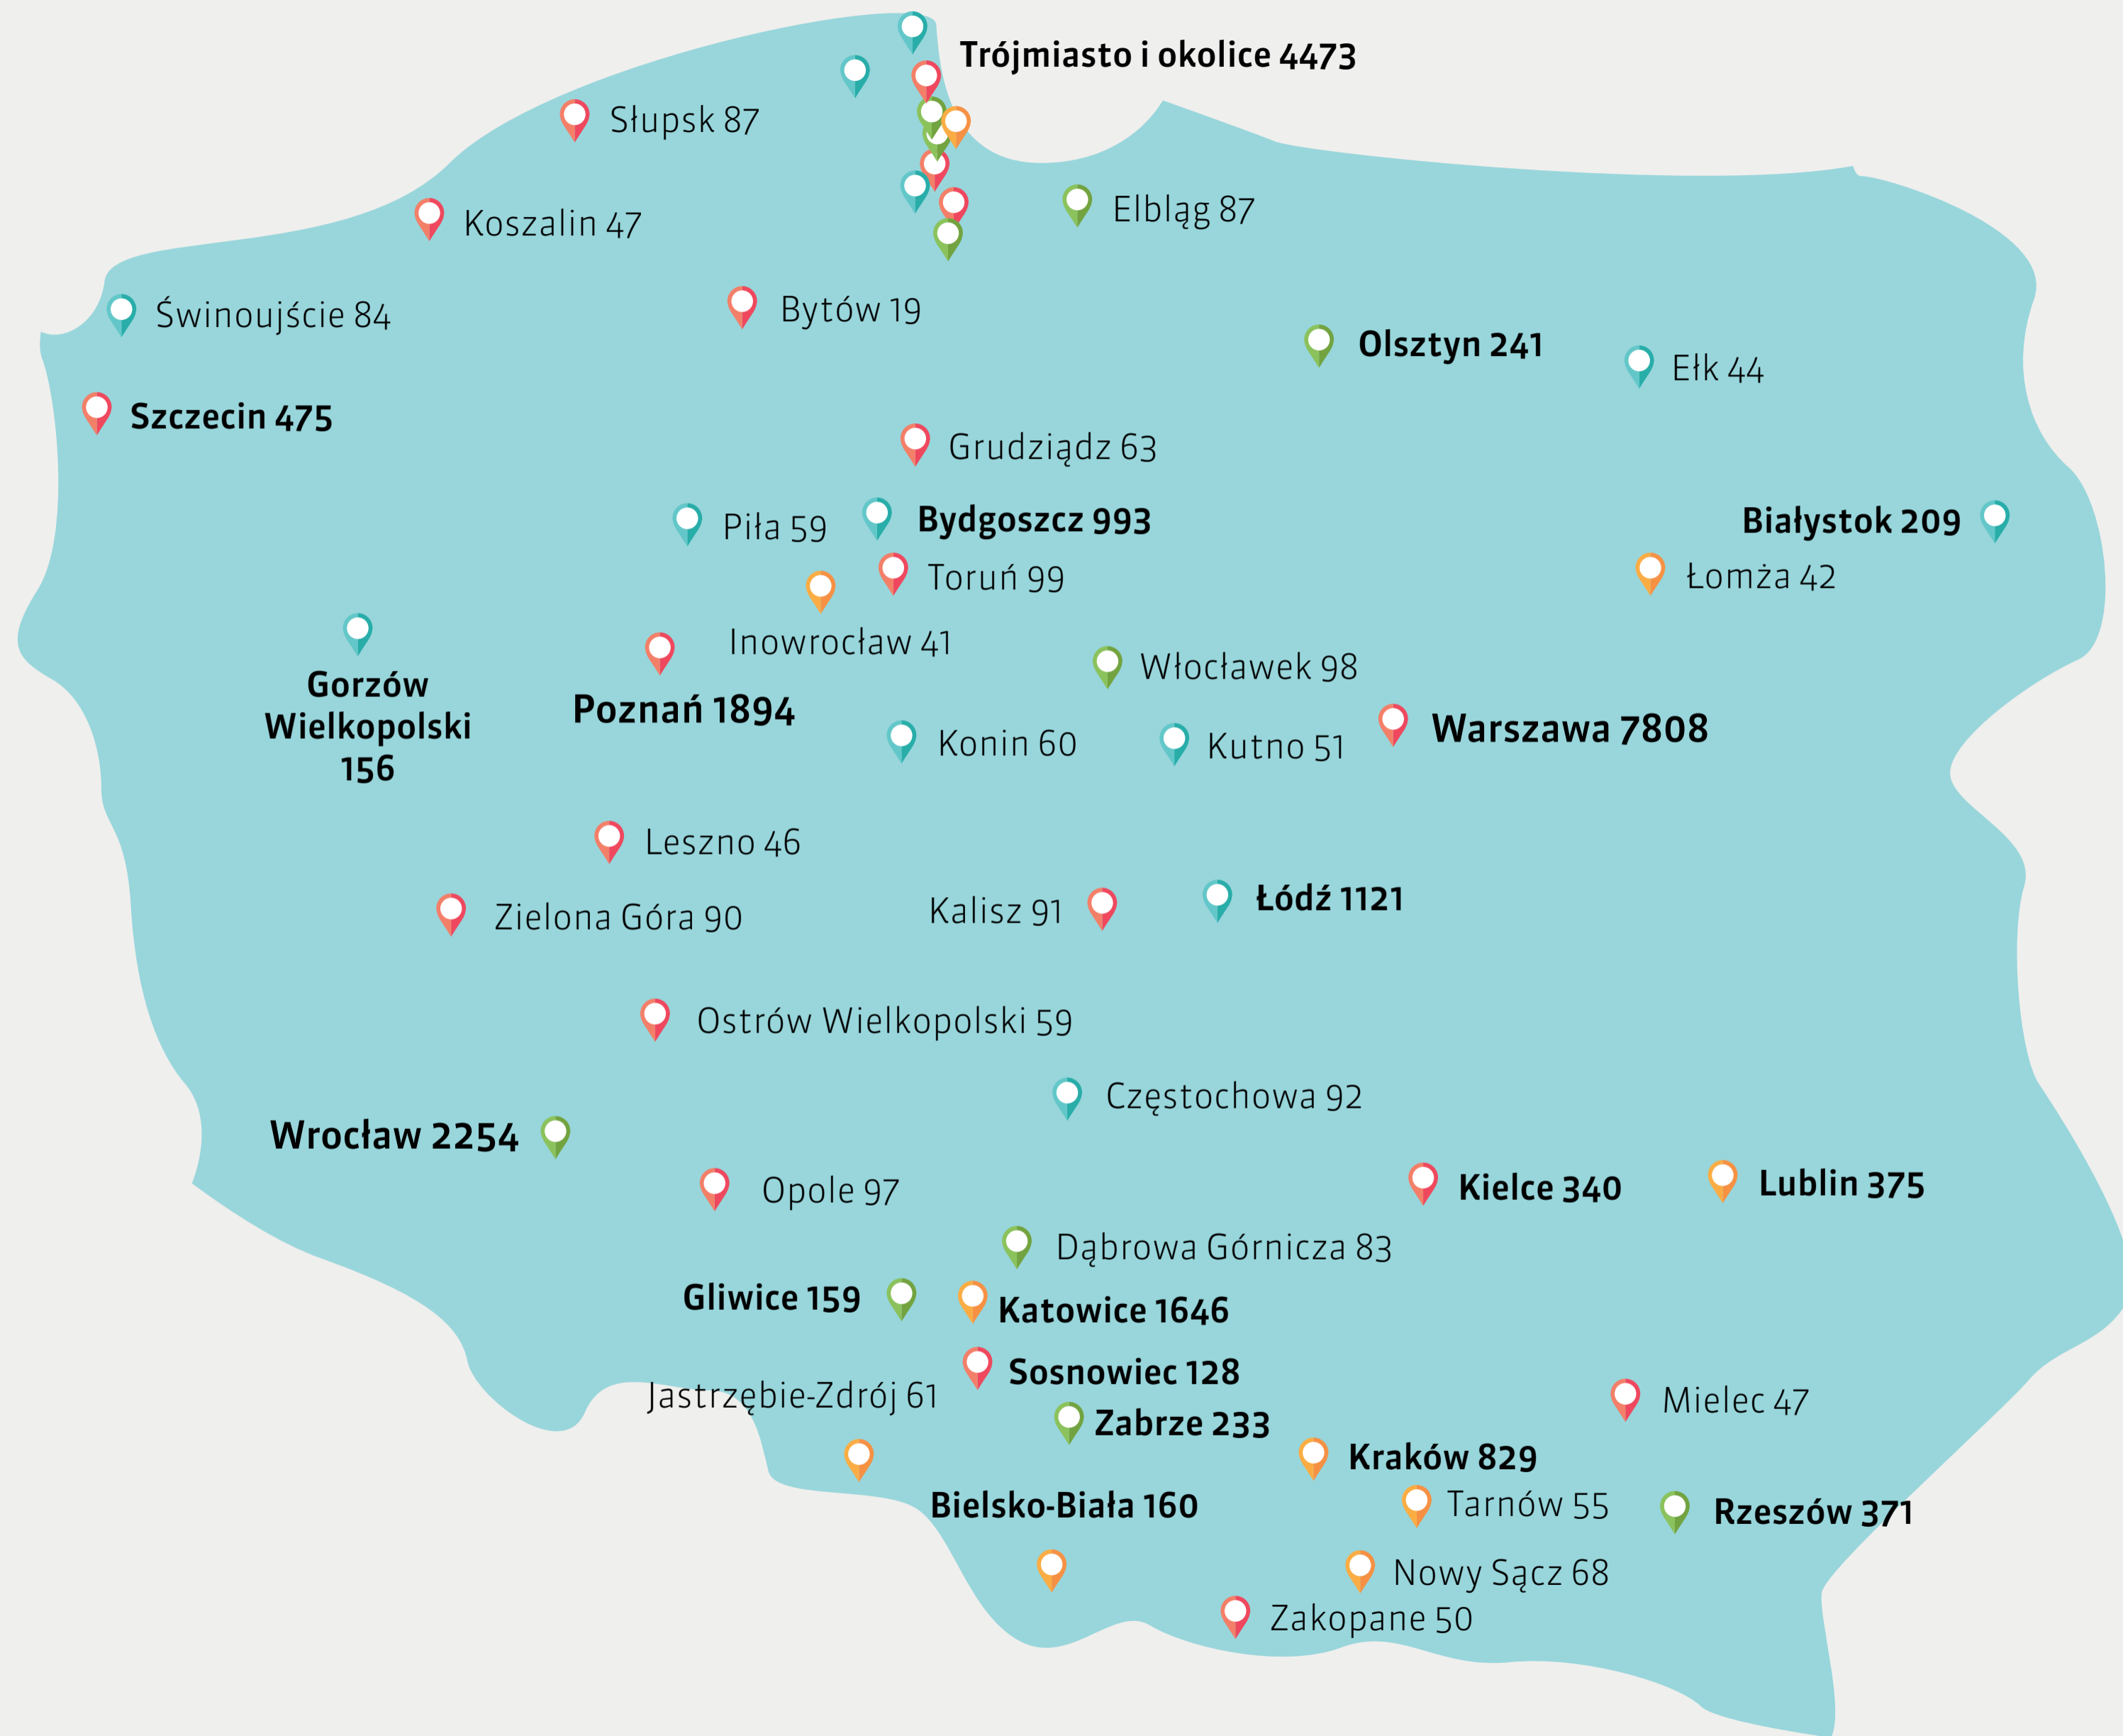 Trójmiasto i okolice 4473
Słupsk 87
Elbląg 87
Koszalin 47
Bytów 19
Świnoujście 84
Olsztyn 241
Ełk 44
Szczecin 475
Grudziądz 63
Piła 59
Bydgoszcz 993
Białystok 209
Toruń 99
Łomża 42
Inowrocław 41
Włocławek 98
Gorzów
Wielkopolski
156
Poznań 1894
Warszawa 7808
Konin 60
Kutno 51
Leszno 46
Zielona Góra 90
Kalisz 91
Łódź 1121
Ostrów Wielkopolski 59
Częstochowa 92
Wrocław 2254
Opole 97
Kielce 340
Lublin 375
Dąbrowa Górnicza 83
Gliwice 159
Katowice 1646
Sosnowiec 128
Jastrzębie-Zdrój 61
Mielec 47
Zabrze 233
Kraków 829
Bielsko-Biała 160
Tarnów 55
Rzeszów 371
Nowy Sącz 68
Zakopane 50